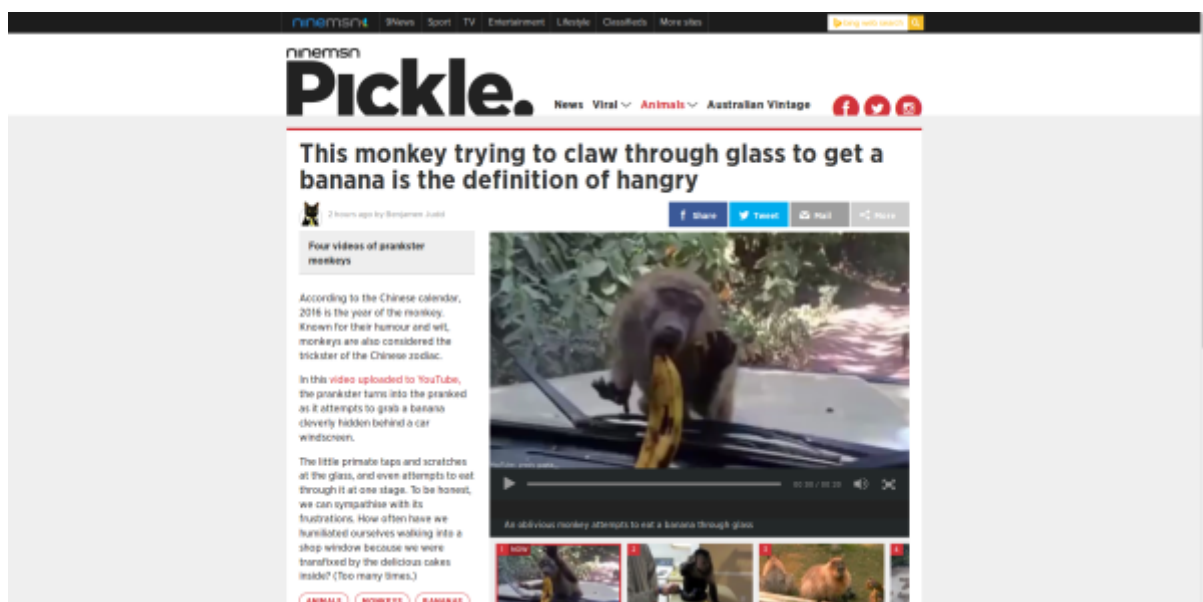 ninemsn 9News Sport TV Entertainment Lifestyle Classifieds More sites bing web search
ninemsn
Pickle.
News Viral Animals Australian Vintage
This monkey trying to claw through glass to get a
banana is the definition of hangry
2 hours ago by Benjamen Judd
Share Tweet Mail More
Four videos of prankster
monkeys
According to the Chinese calendar,
2016 is the year of the monkey.
Known for their humour and wit,
monkeys are also considered the
trickster of the Chinese zodiac.
In this video uploaded to YouTube,
the prankster turns into the pranked
as it attempts to grab a banana
cleverly hidden behind a car
windscreen.
The little primate taps and scratches
at the glass, and even attempts to eat
through it at one stage. To be honest,
we can sympathise with its
frustrations. How often have we
humiliated ourselves walking into a
shop window because we were
transfixed by the delicious cakes
inside? (Too many times.)
ANIMALS MONKEYS BANANAS
An oblivious monkey attempts to eat a banana through glass
1 NOW 2 3 4